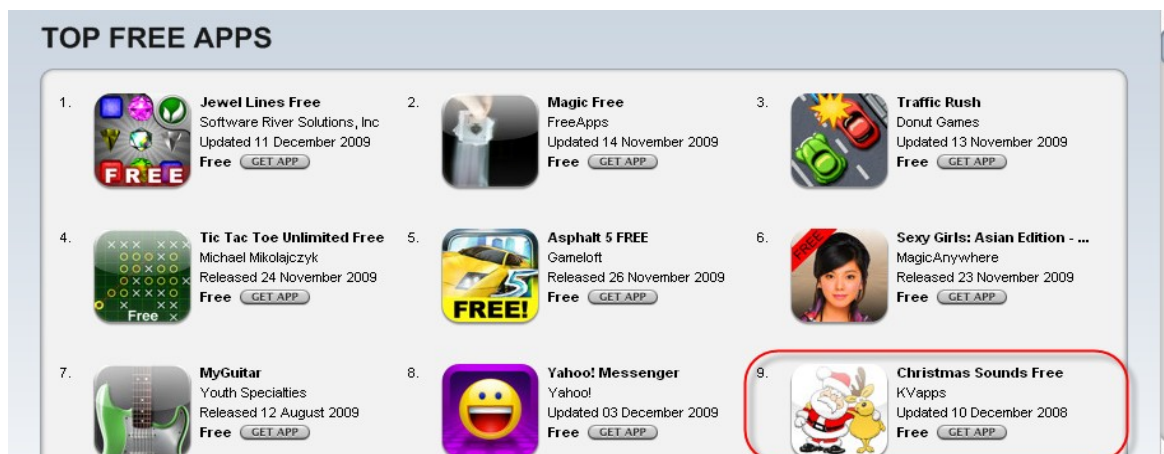 TOP FREE APPS
1.
FREE
Jewel Lines Free
Software River Solutions, Inc
Updated 11 December 2009
Free GET APP
2.
Magic Free
FreeApps
Updated 14 November 2009
Free GET APP
3.
Traffic Rush
Donut Games
Updated 13 November 2009
Free GET APP
4.
Free
Tic Tac Toe Unlimited Free
Michael Mikolajczyk
Released 24 November 2009
Free GET APP
5.
5
FREE!
Asphalt 5 FREE
Gameloft
Released 26 November 2009
Free GET APP
6.
FREE
Sexy Girls: Asian Edition - ...
MagicAnywhere
Released 23 November 2009
Free GET APP
7.
MyGuitar
Youth Specialties
Released 12 August 2009
Free GET APP
8.
Yahoo! Messenger
Yahoo!
Updated 03 December 2009
Free GET APP
9.
Christmas Sounds Free
KVapps
Updated 10 December 2008
Free GET APP